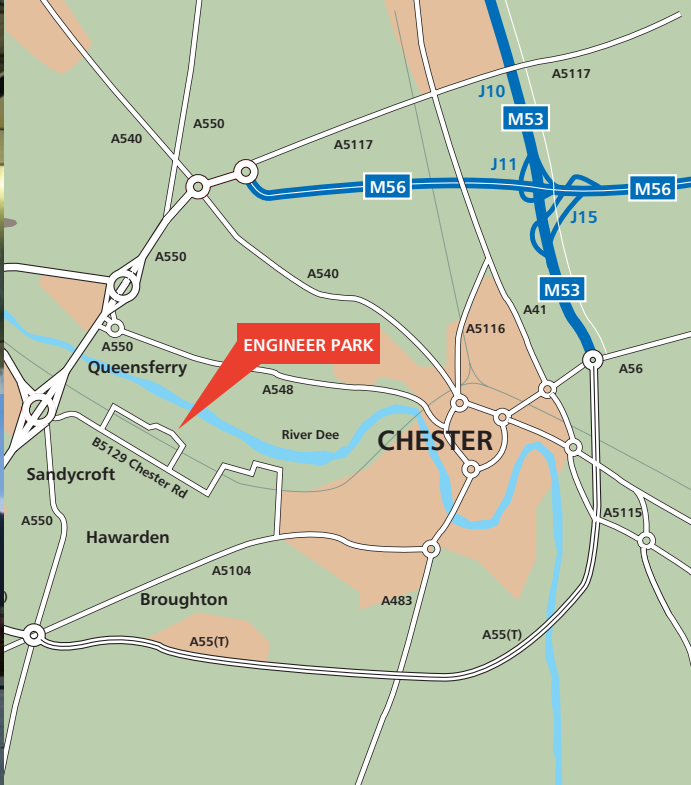 A5117
J10
M53
A550
A540
A5117
J11
M56
M56
J15
A550
A540
M53
A41
A5116
ENGINEER PARK
A550
Queensferry
A548
A56
River Dee
CHESTER
B5129 Chester Rd
Sandycroft
A550
A5115
Hawarden
A5104
Broughton
A483
A55(T)
A55(T)
)